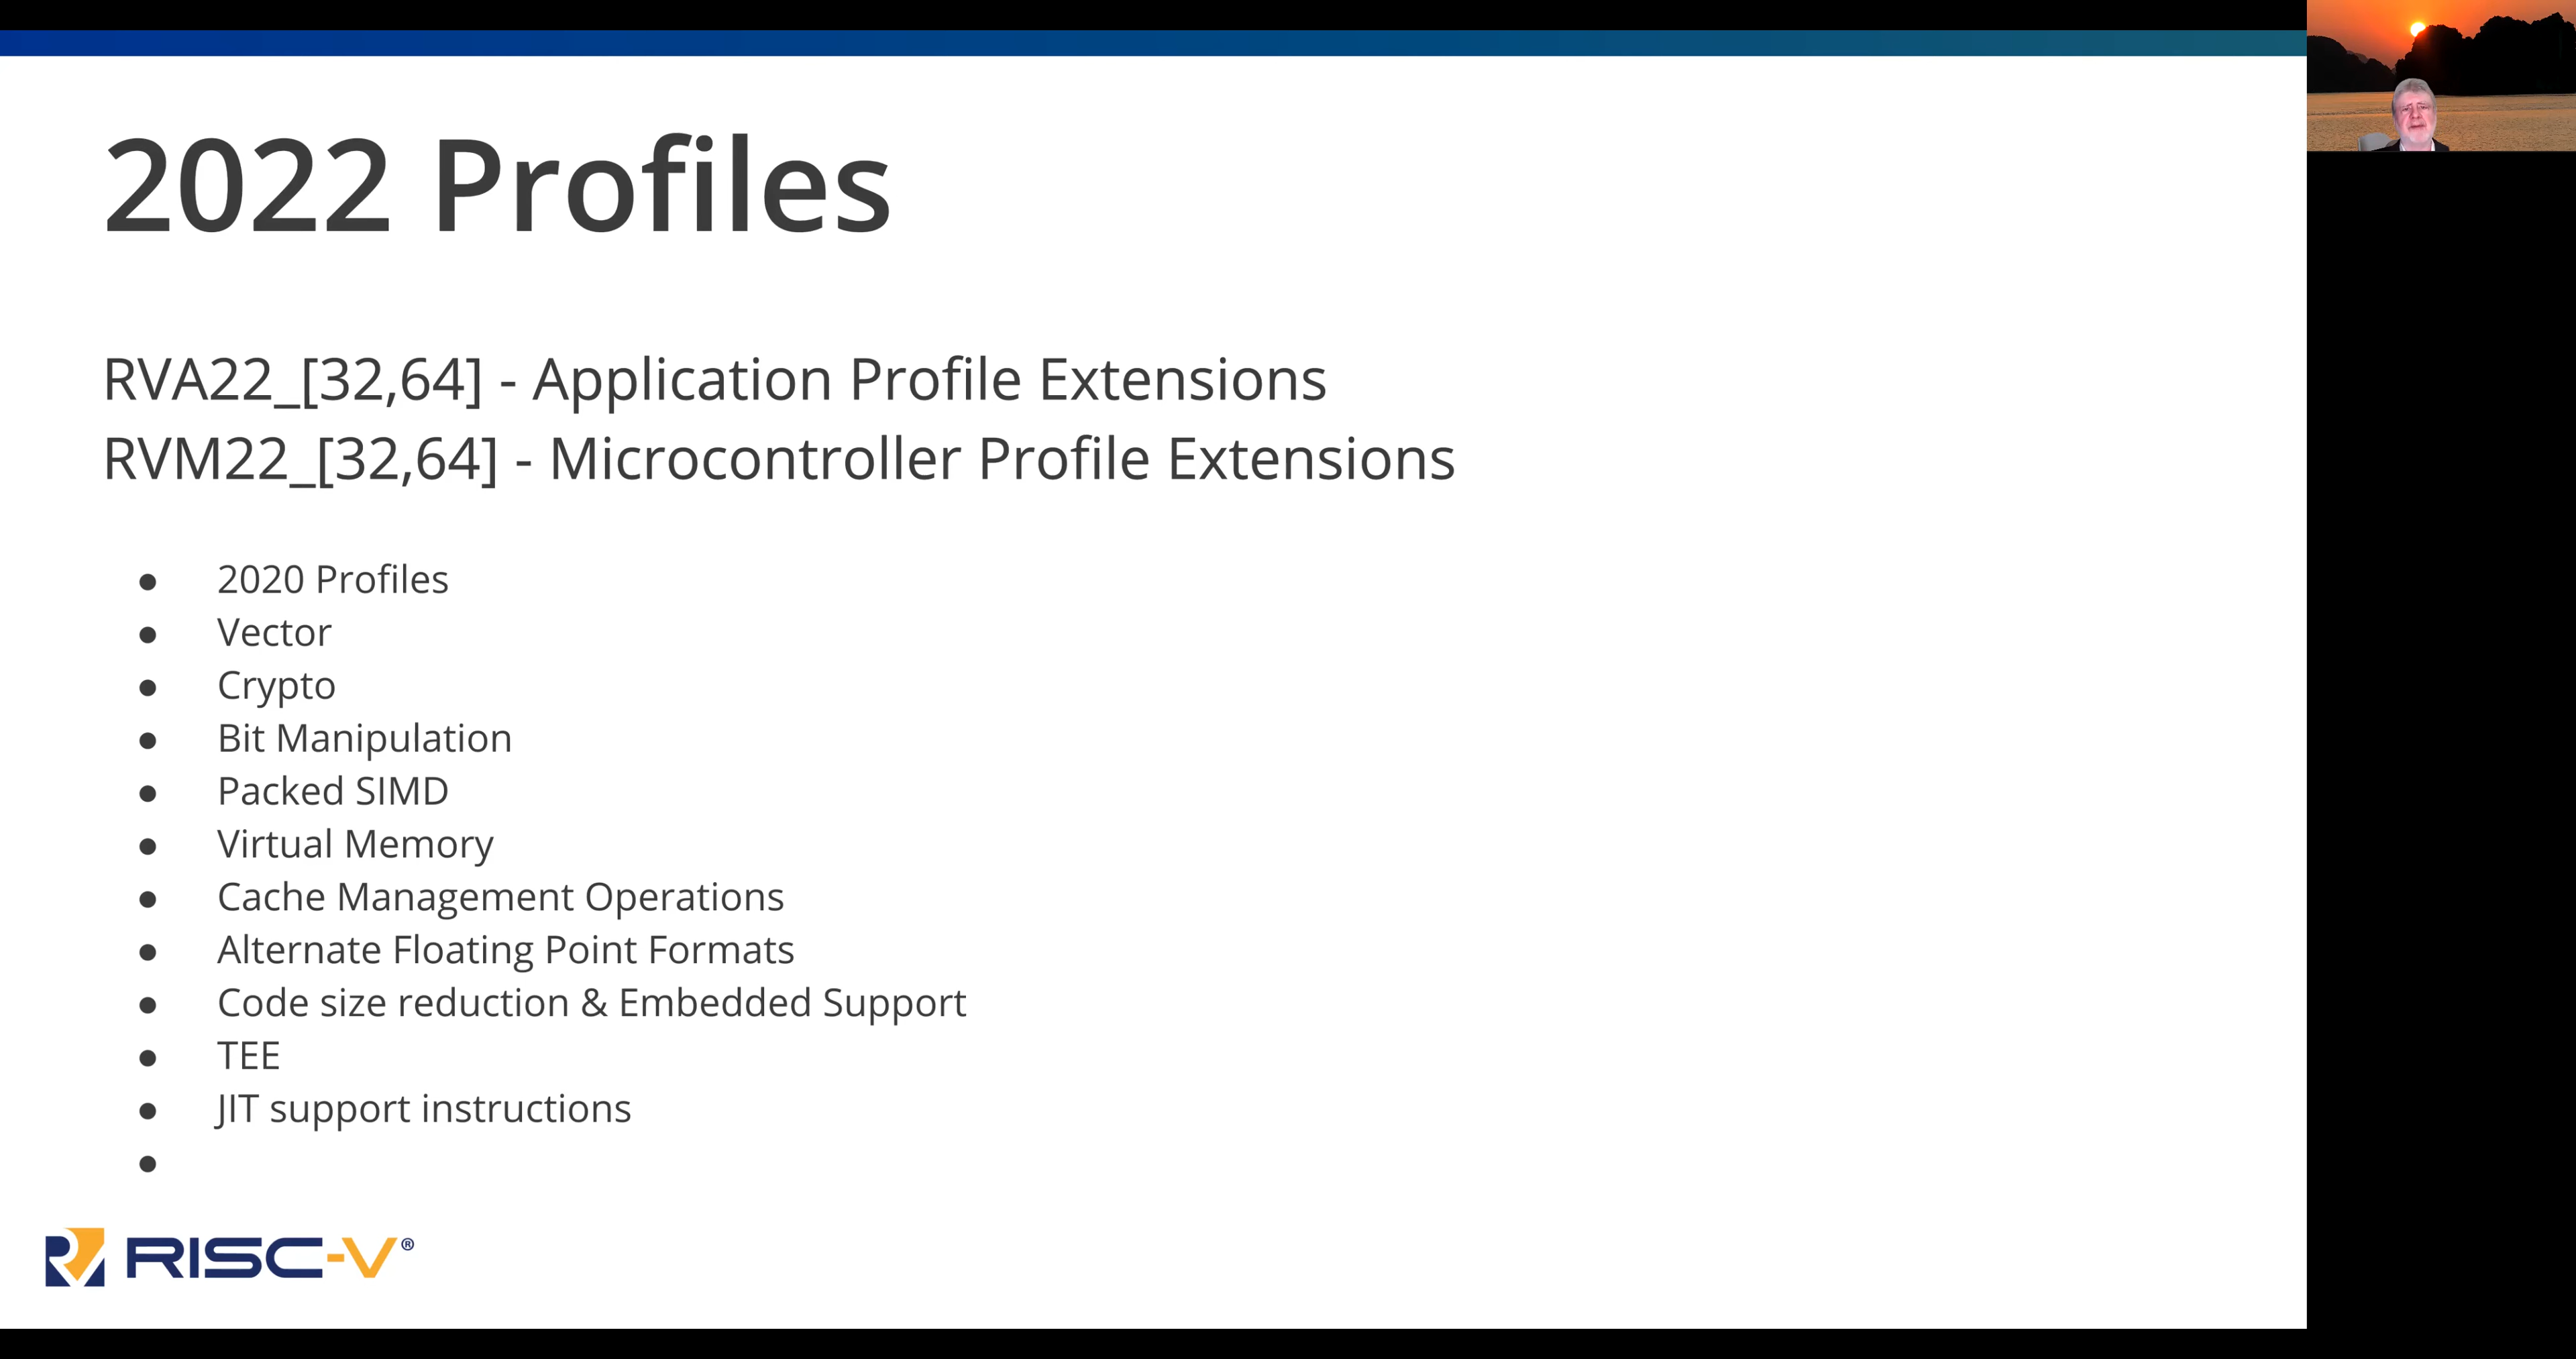 2022 Profiles
RVA22_[32,64] - Application Profile Extensions
RVM22_[32,64] - Microcontroller Profile Extensions
● 2020 Profiles
● Vector
● Crypto
● Bit Manipulation
● Packed SIMD
● Virtual Memory
● Cache Management Operations
● Alternate Floating Point Formats
● Code size reduction & Embedded Support
● TEE
● JIT support instructions
●
RISC-V®